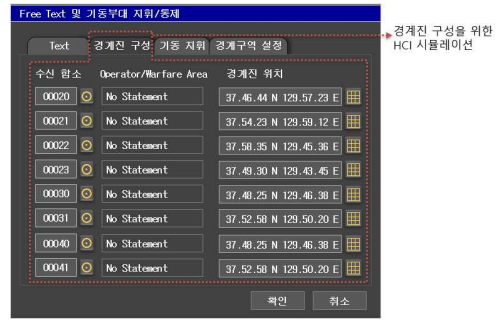 Free Text 및 기동부대 지휘/통제
경계진 구성을 위한
HCI 시뮬레이션
Text 경계진 구성 기동 지휘 경계구역 설정
수신 함소 Operator/Warfare Area 경계진 위치
00020 No Statement 37.46.44 N 129.57.23 E
00021 No Statement 37.54.23 N 129.59.12 E
00022 No Statement 37.58.35 N 129.45.36 E
00023 No Statement 37.49.30 N 129.43.45 E
00030 No Statement 37.48.25 N 129.46.38 E
00031 No Statement 37.52.58 N 129.50.20 E
00040 No Statement 37.48.25 N 129.46.38 E
00041 No Statement 37.52.58 N 129.50.20 E
확인 취소